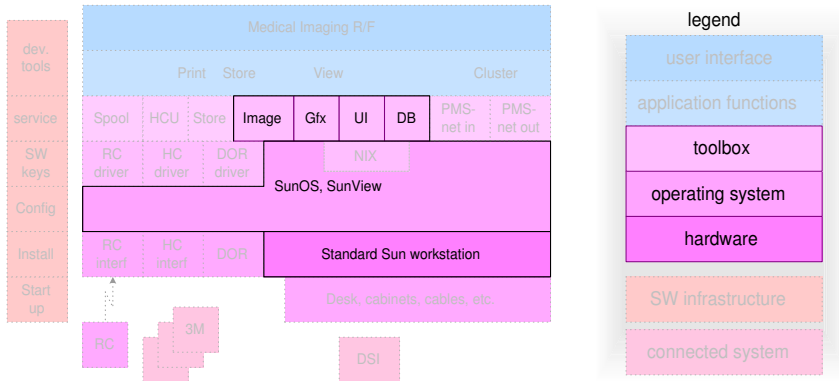 legend
Medical Imaging R/F
user interface
dev.
tools
Print Store View Cluster
application functions
service
Spool
HCU
Store
Image
Gfx
UI
DB
PMS-
net in
PMS-
net out
toolbox
SW
keys
RC
driver
HC
driver
DOR
driver
NIX
SunOS, SunView
operating system
Config
Install
RC
interf
HC
interf
DOR
Standard Sun workstation
hardware
Start
up
Desk, cabinets, cables, etc.
SW infrastructure
RC
3M
DSI
connected system